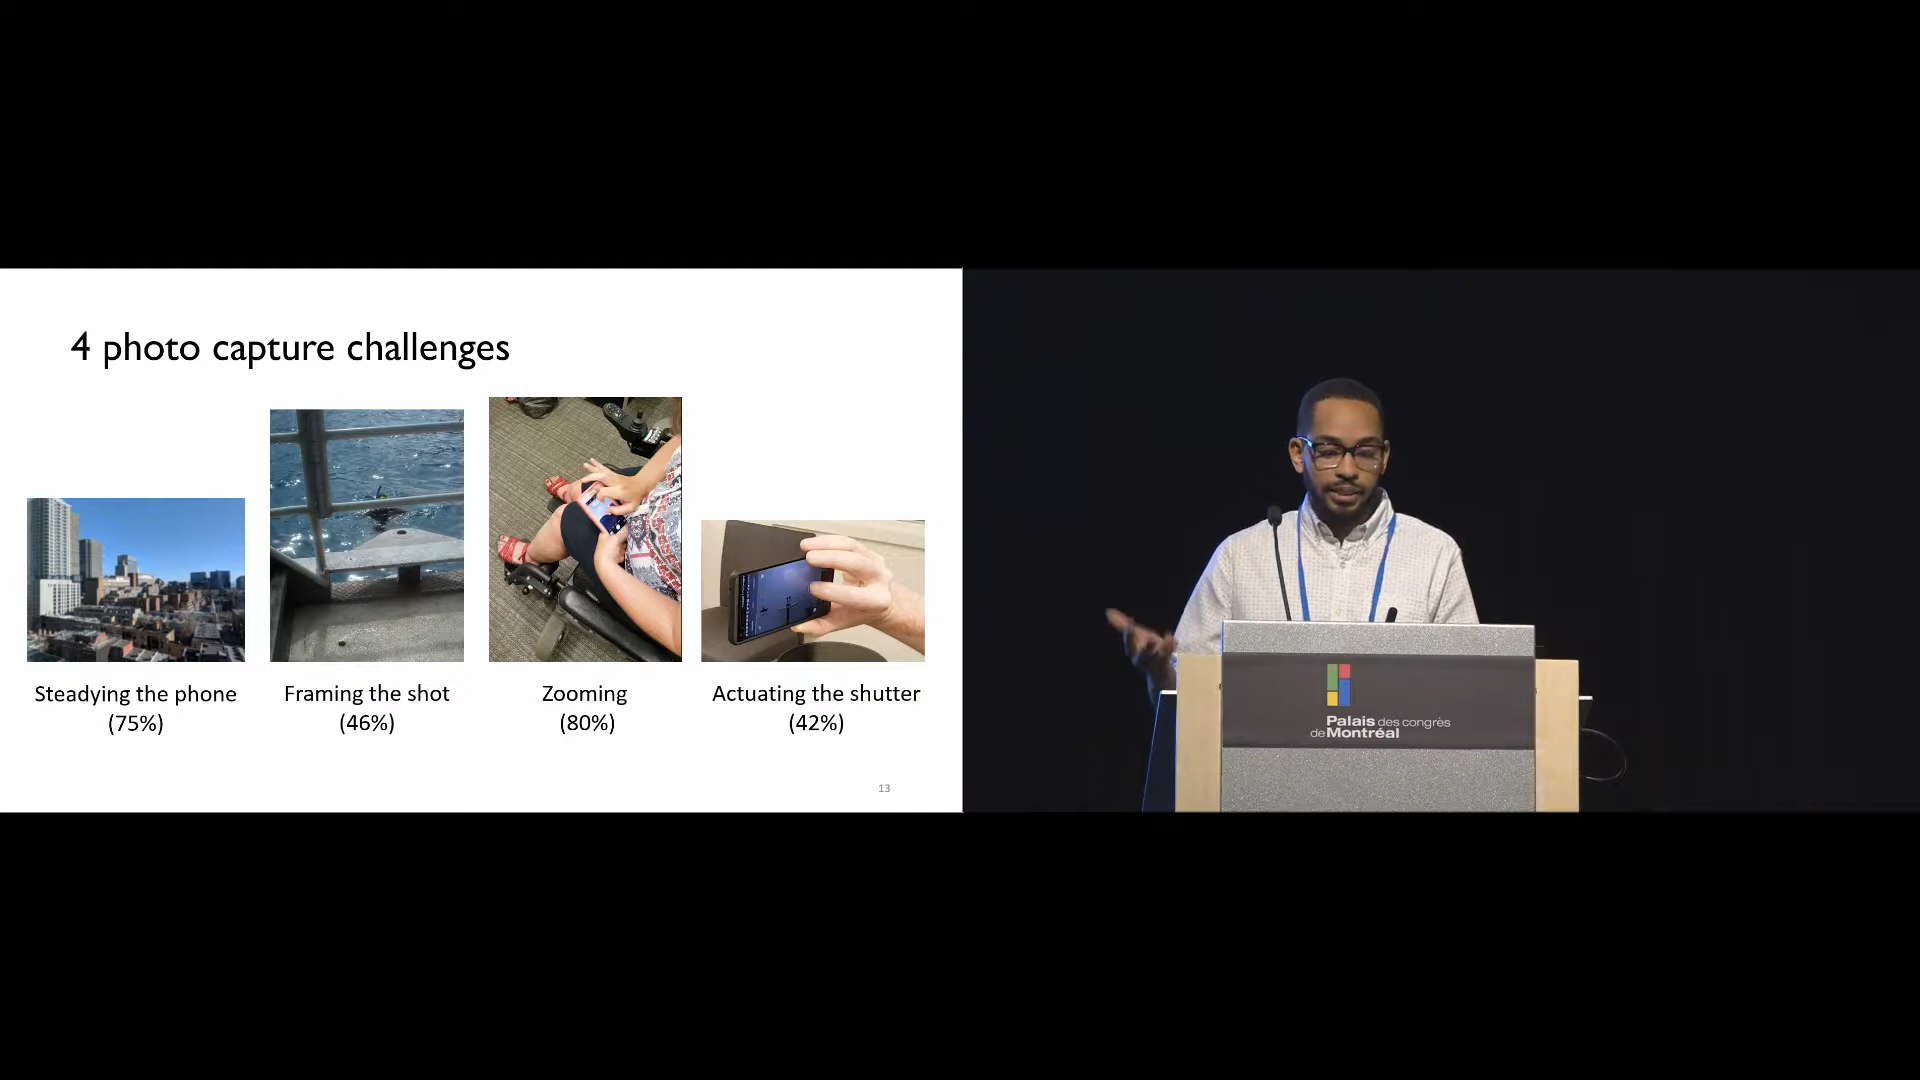 4 photo capture challenges
Steadying the phone
(75%)
Framing the shot
(46%)
Zooming
(80%)
Actuating the shutter
(42%)
13
Palais des congrès
de Montréal